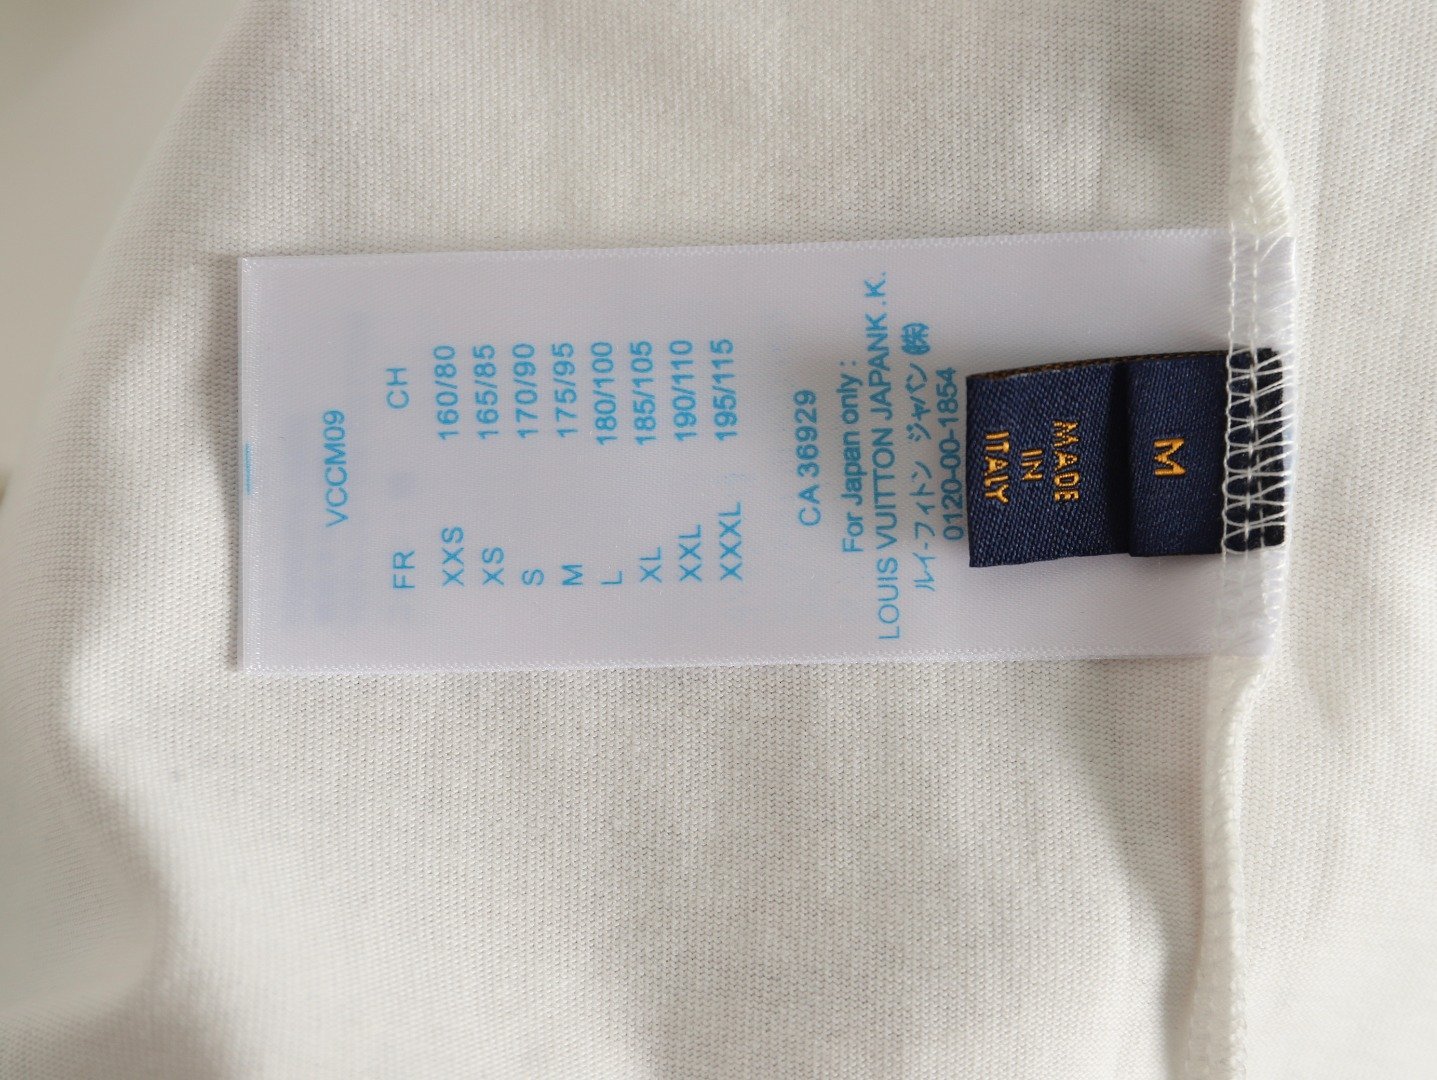 VCCM09
FR CH
XXS 160/80
XS 165/85
S 170/90
M 175/95
L 180/100
XL 185/105
XXL 190/110
XXXL 195/115
CA 36929
For Japan only :
LOUIS VUITTON JAPANK .K.
ルイ-フィトン ジャパン ㈱
0120-00-1854
MADE
IN
ITALY
M